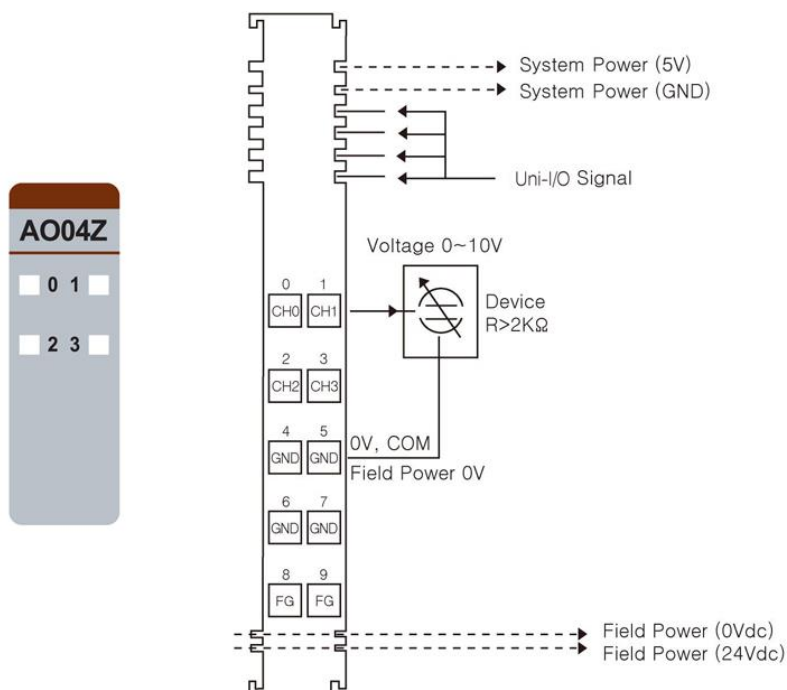 System Power (5V)
System Power (GND)
Uni-I/O Signal
AO04Z
0 1
2 3
Voltage 0~10V
0 1
CH0 CH1
Device
R>2KΩ
2 3
CH2 CH3
4 5
GND GND
0V, COM
Field Power 0V
6 7
GND GND
8 9
FG FG
Field Power (0Vdc)
Field Power (24Vdc)